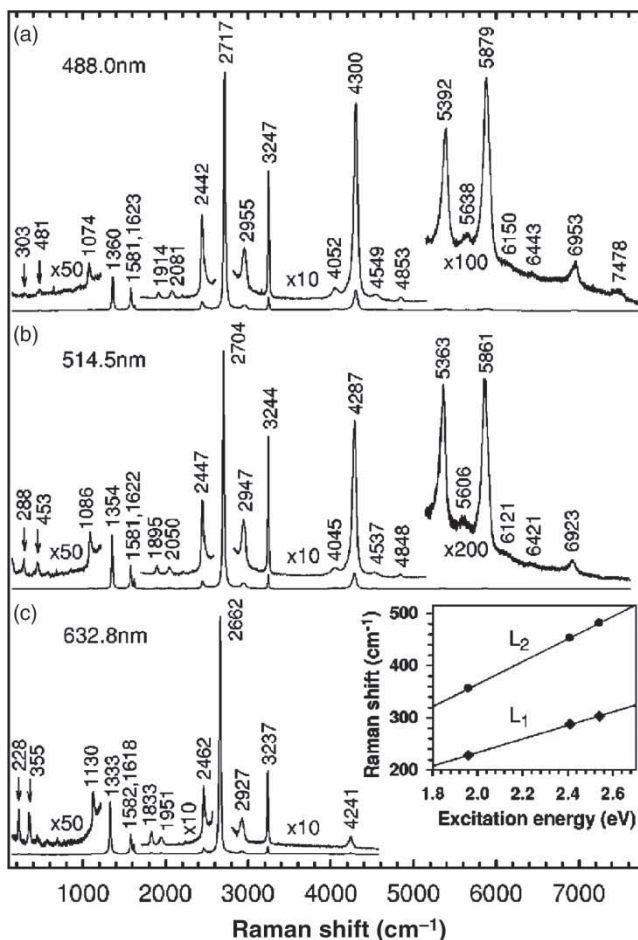 (a)
488.0nm
303
481
x50
1074
1360
1581,1623
1914
2081
2442
2717
2955
3247
x10
4052
4300
4549
4853
5392
5638
5879
x100
6150
6443
6953
7478
(b)
514.5nm
288
453
x50
1086
1354
1581,1622
1895
2050
2447
2704
2947
3244
x10
4045
4287
4537
4848
5363
5606
5861
x200
6121
6421
6923
(c)
632.8nm
228
355
x50
1130
1333
1582,1618
1833
1951
x10
2462
2662
2927
3237
x10
4241
Raman shift (cm⁻¹)
500
400
300
200
L₂
L₁
1.8 2.0 2.2 2.4 2.6
Excitation energy (eV)
1000 2000 3000 4000 5000 6000 7000
Raman shift (cm⁻¹)